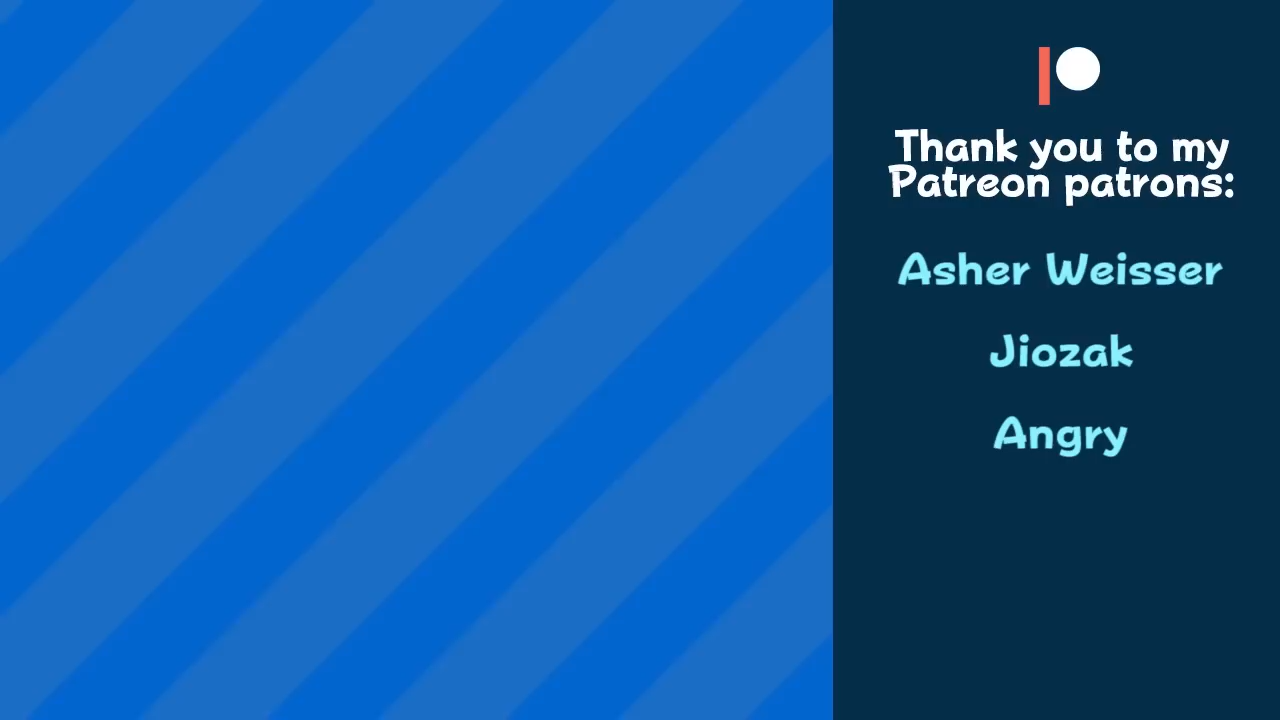 Thank you to my
Patreon patrons:
Asher Weisser
Jiozak
Angry